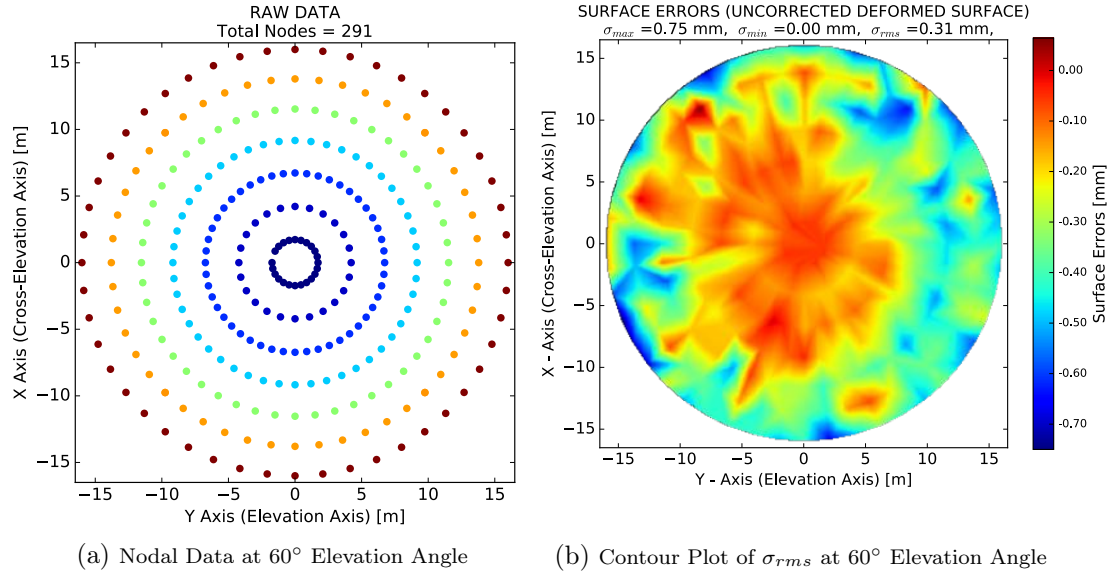 RAW DATA
Total Nodes = 291
15
10
5
0
−5
−10
−15
X Axis (Cross-Elevation Axis) [m]
−15 −10 −5 0 5 10 15
Y Axis (Elevation Axis) [m]
(a) Nodal Data at 60° Elevation Angle
SURFACE ERRORS (UNCORRECTED DEFORMED SURFACE)
σmax =0.75 mm, σmin =0.00 mm, σrms =0.31 mm,
15
10
5
0
−5
−10
−15
X - Axis (Cross-Elevation Axis) [m]
−15 −10 −5 0 5 10 15
Y - Axis (Elevation Axis) [m]
0.00
-0.10
-0.20
-0.30
-0.40
-0.50
-0.60
-0.70
Surface Errors [mm]
(b) Contour Plot of σrms at 60° Elevation Angle